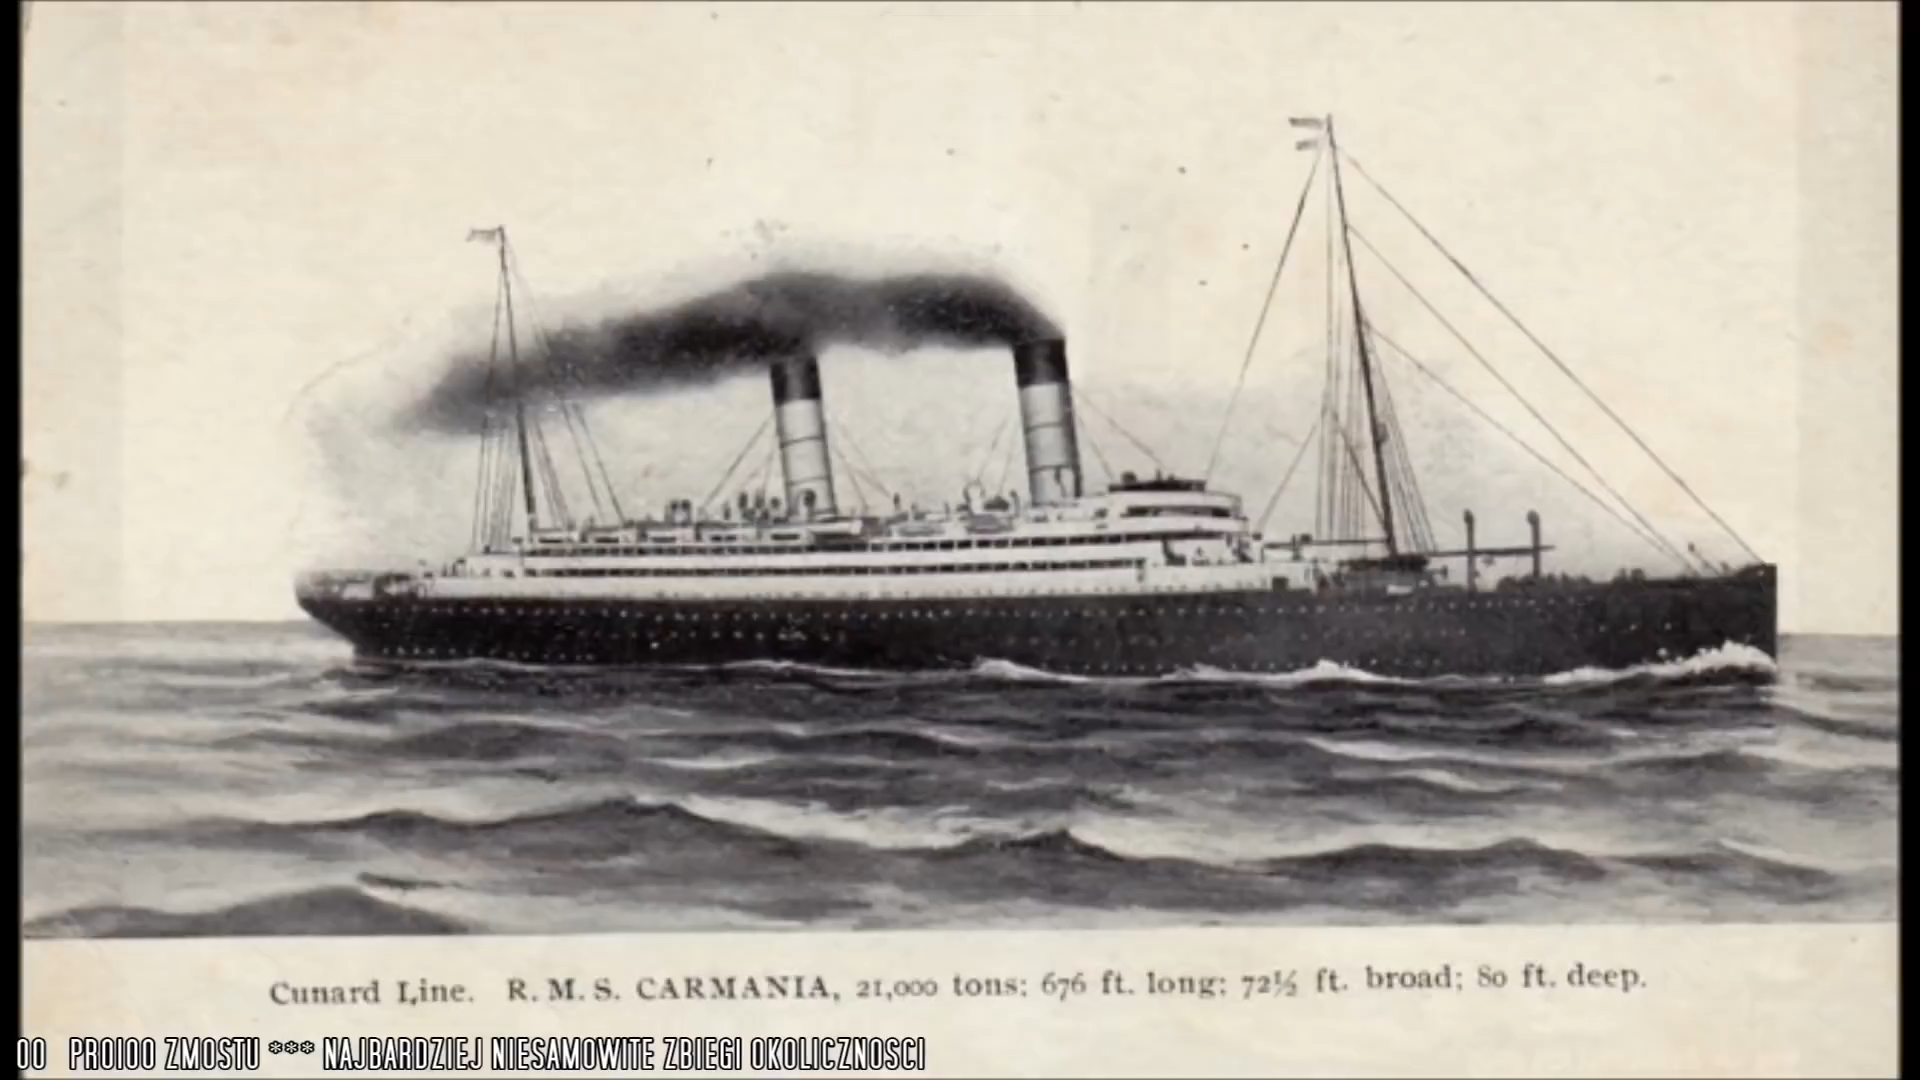 Cunard Line. R. M. S. CARMANIA, 21,000 tons; 676 ft. long; 72½ ft. broad; 80 ft. deep.
00 PROIOO ZMOSTU *** NAJBARDZIEJ NIESAMOWITE ZBIEGI OKOLICZNOSCI